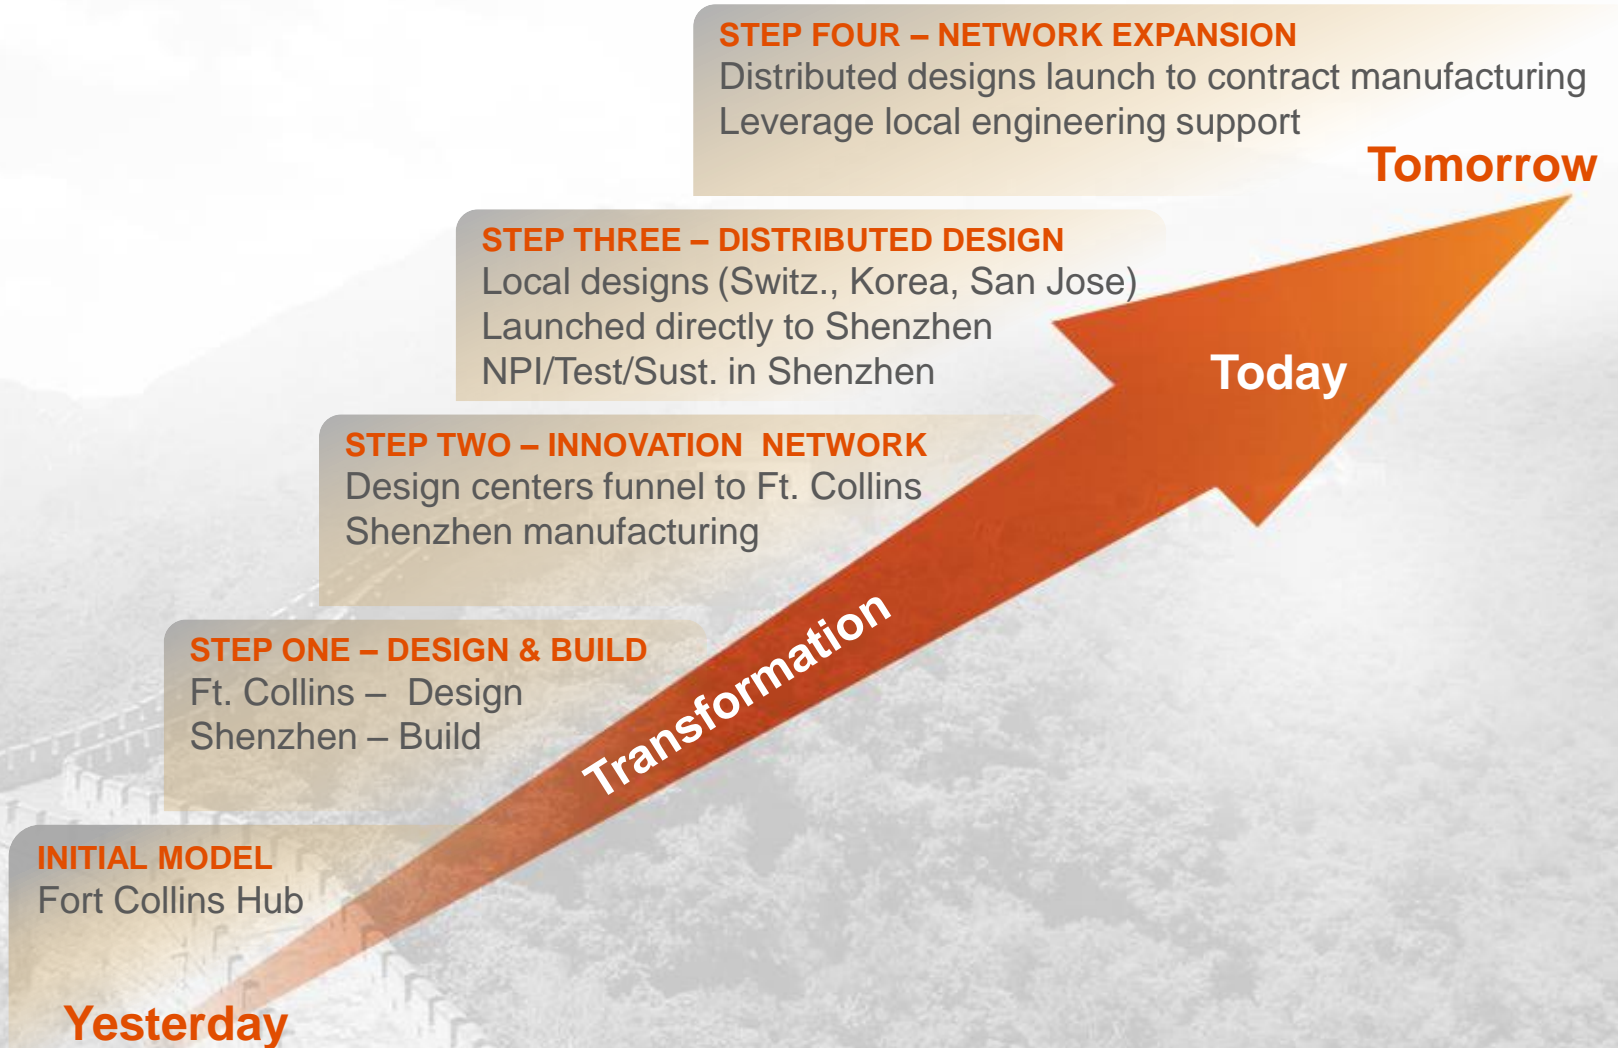 STEP FOUR – NETWORK EXPANSION
Distributed designs launch to contract manufacturing
Leverage local engineering support
Tomorrow
STEP THREE – DISTRIBUTED DESIGN
Local designs (Switz., Korea, San Jose)
Launched directly to Shenzhen
NPI/Test/Sust. in Shenzhen
Today
STEP TWO – INNOVATION  NETWORK
Design centers funnel to Ft. Collins
Shenzhen manufacturing
Transformation
STEP ONE – DESIGN & BUILD
Ft. Collins –  Design
Shenzhen – Build
INITIAL MODEL
Fort Collins Hub
Yesterday